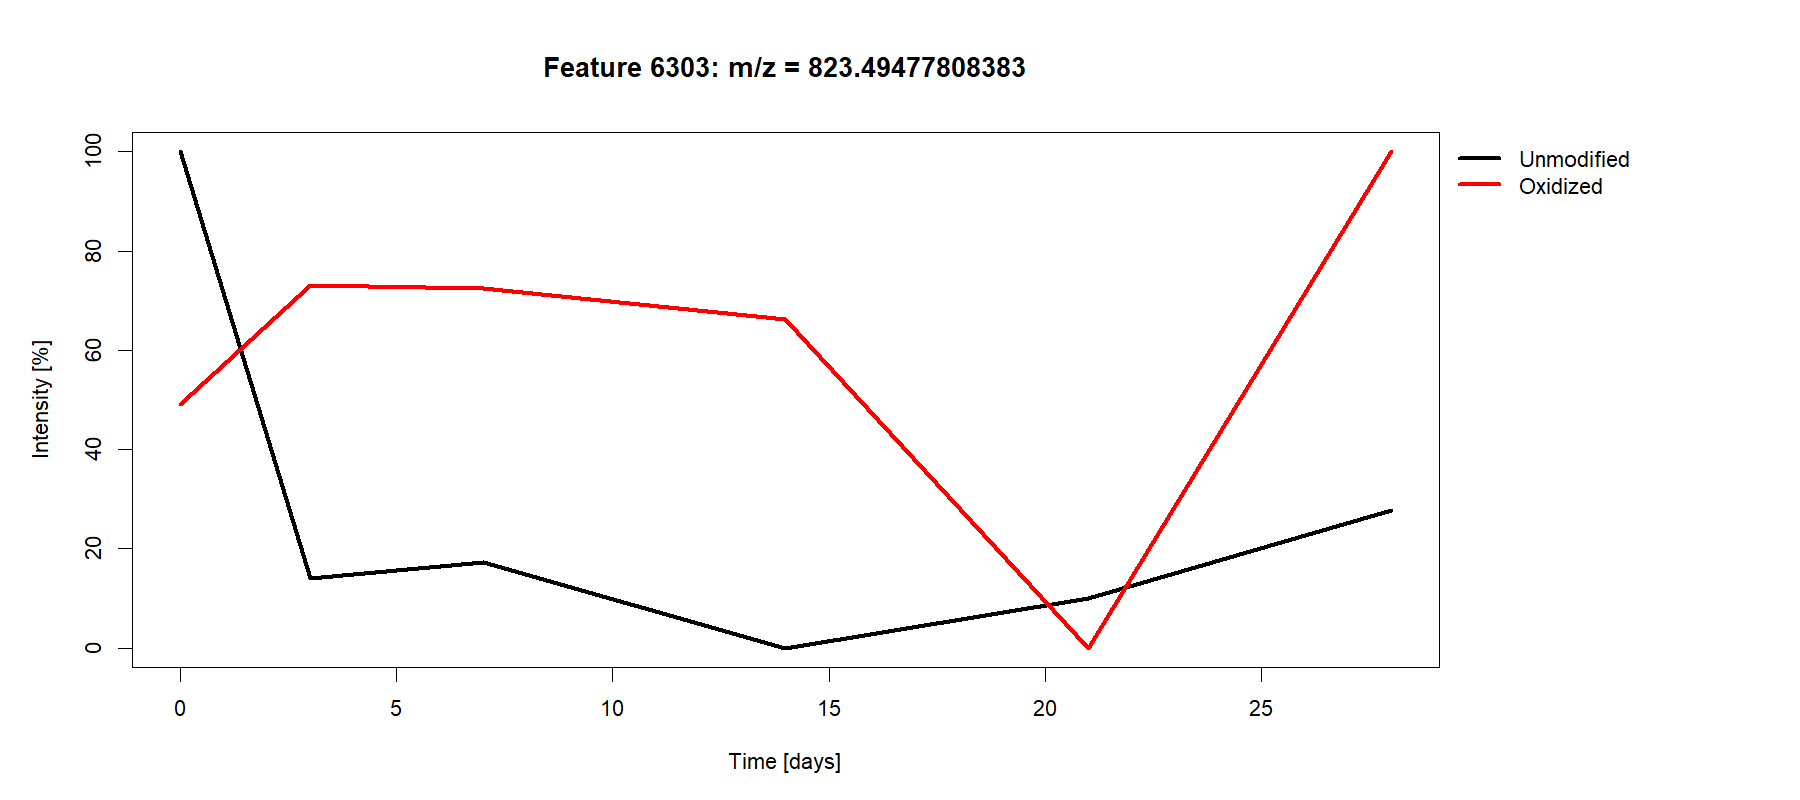 Feature 6303: m/z = 823.49477808383
Unmodified
Oxidized
Intensity [%]
100
80
60
40
20
0
0 5 10 15 20 25
Time [days]